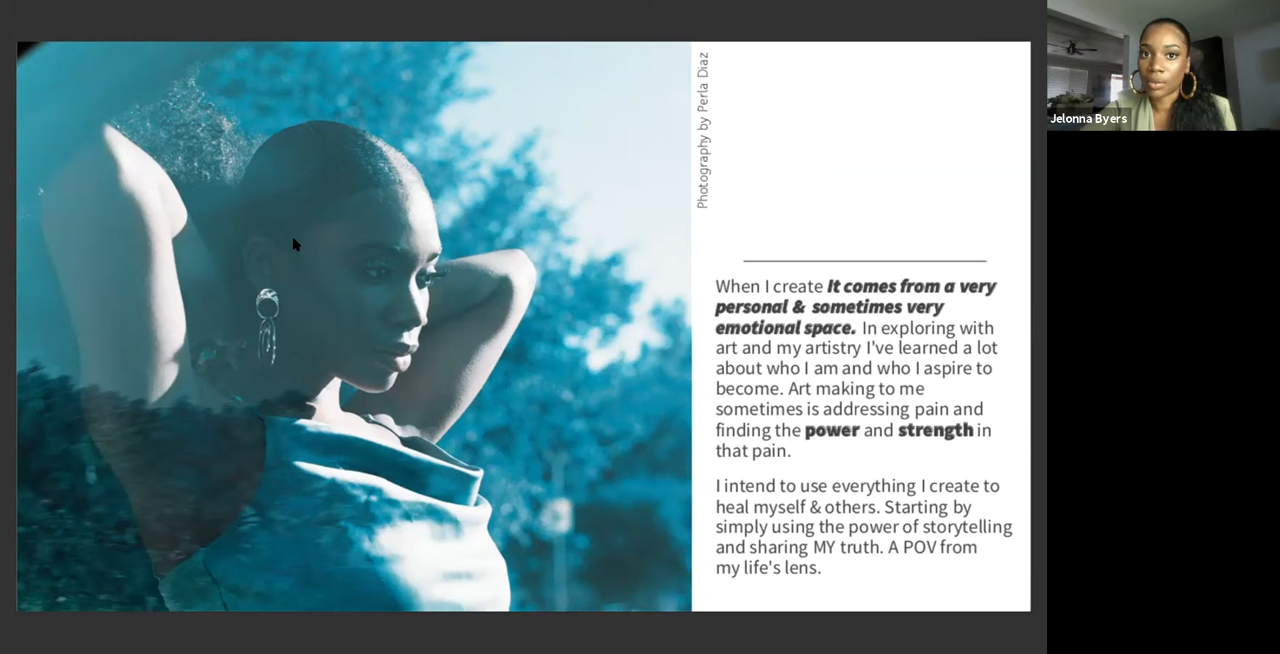 Photography by Perla Diaz
When I create It comes from a very
personal & sometimes very
emotional space. In exploring with
art and my artistry I've learned a lot
about who I am and who I aspire to
become. Art making to me
sometimes is addressing pain and
finding the power and strength in
that pain.
I intend to use everything I create to
heal myself & others. Starting by
simply using the power of storytelling
and sharing MY truth. A POV from
my life's lens.
Jelonna Byers